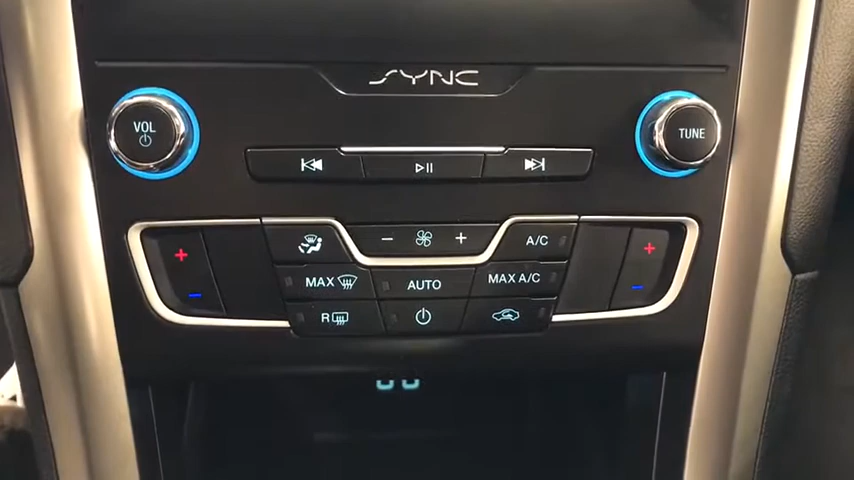 SYNC
VOL
TUNE
- +
A/C
MAX
AUTO
MAX A/C
R